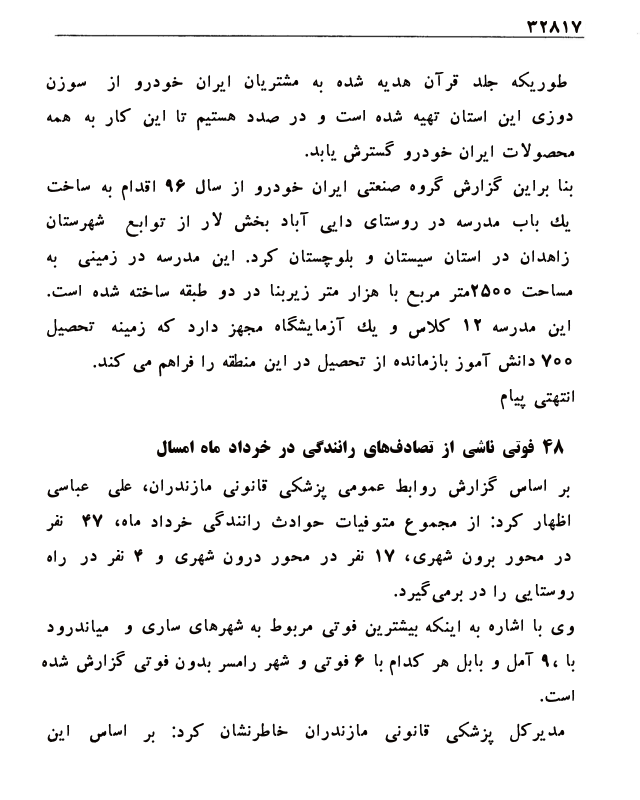 ۳۲۸۱۷
طوریکه جلد قرآن هدیه شده به مشتریان ایران خودرو از سوزن
دوزی این استان تهیه شده است و در صدد هستیم تا این کار به همه
محصولات ایران خودرو گسترش یابد.
بنا براین گزارش گروه صنعتی ایران خودرو از سال ۹۶ اقدام به ساخت
یك باب مدرسه در روستای دایی آباد بخش لار از توابع شهرستان
زاهدان در استان سیستان و بلوچستان کرد. این مدرسه در زمینی به
مساحت ۲۵۰۰متر مربع با هزار متر زیربنا در دو طبقه ساخته شده است.
این مدرسه ۱۲ کلاس و یك آزمایشگاه مجهز دارد که زمینه تحصیل
۷۰۰ دانش آموز بازمانده از تحصیل در این منطقه را فراهم می کند.
انتهتی پیام
۴۸ فوتی ناشی از تصادف‌های رانندگی در خرداد ماه امسال
بر اساس گزارش روابط عمومی پزشکی قانونی مازندران، علی عباسی
اظهار کرد: از مجموع متوفیات حوادث رانندگی خرداد ماه، ۴۷ نفر
در محور برون شهری، ۱۷ نفر در محور درون شهری و ۴ نفر در راه
روستایی را در برمی‌گیرد.
وی با اشاره به اینکه بیشترین فوتی مربوط به شهرهای ساری و میاندرود
با ۹، آمل و بابل هر کدام با ۶ فوتی و شهر رامسر بدون فوتی گزارش شده
است.
مدیرکل پزشکی قانونی مازندران خاطرنشان کرد: بر اساس این